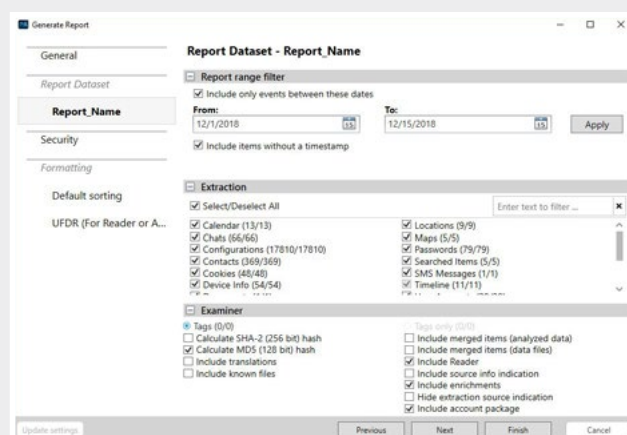 Generate Report
General
Report Dataset
Report_Name
Security
Formatting
Default sorting
UFDR (For Reader or A...
Report Dataset - Report_Name
Report range filter
Include only events between these dates
From:
To:
12/1/2018
15
12/15/2018
15
Apply
Include items without a timestamp
Extraction
Select/Deselect All
Enter text to filter ...
Calendar (13/13)
Chats (66/66)
Configurations (17810/17810)
Contacts (369/369)
Cookies (48/48)
Device Info (54/54)
Locations (9/9)
Maps (5/5)
Passwords (79/79)
Searched Items (5/5)
SMS Messages (1/1)
Timeline (11/11)
Examiner
Tags (0/0)
Calculate SHA-2 (256 bit) hash
Calculate MD5 (128 bit) hash
Include translations
Include known files
Tags only (0/0)
Include merged items (analyzed data)
Include merged items (data files)
Include Reader
Include source info indication
Include enrichments
Hide extraction source indication
Include account package
Update settings
Previous
Next
Finish
Cancel